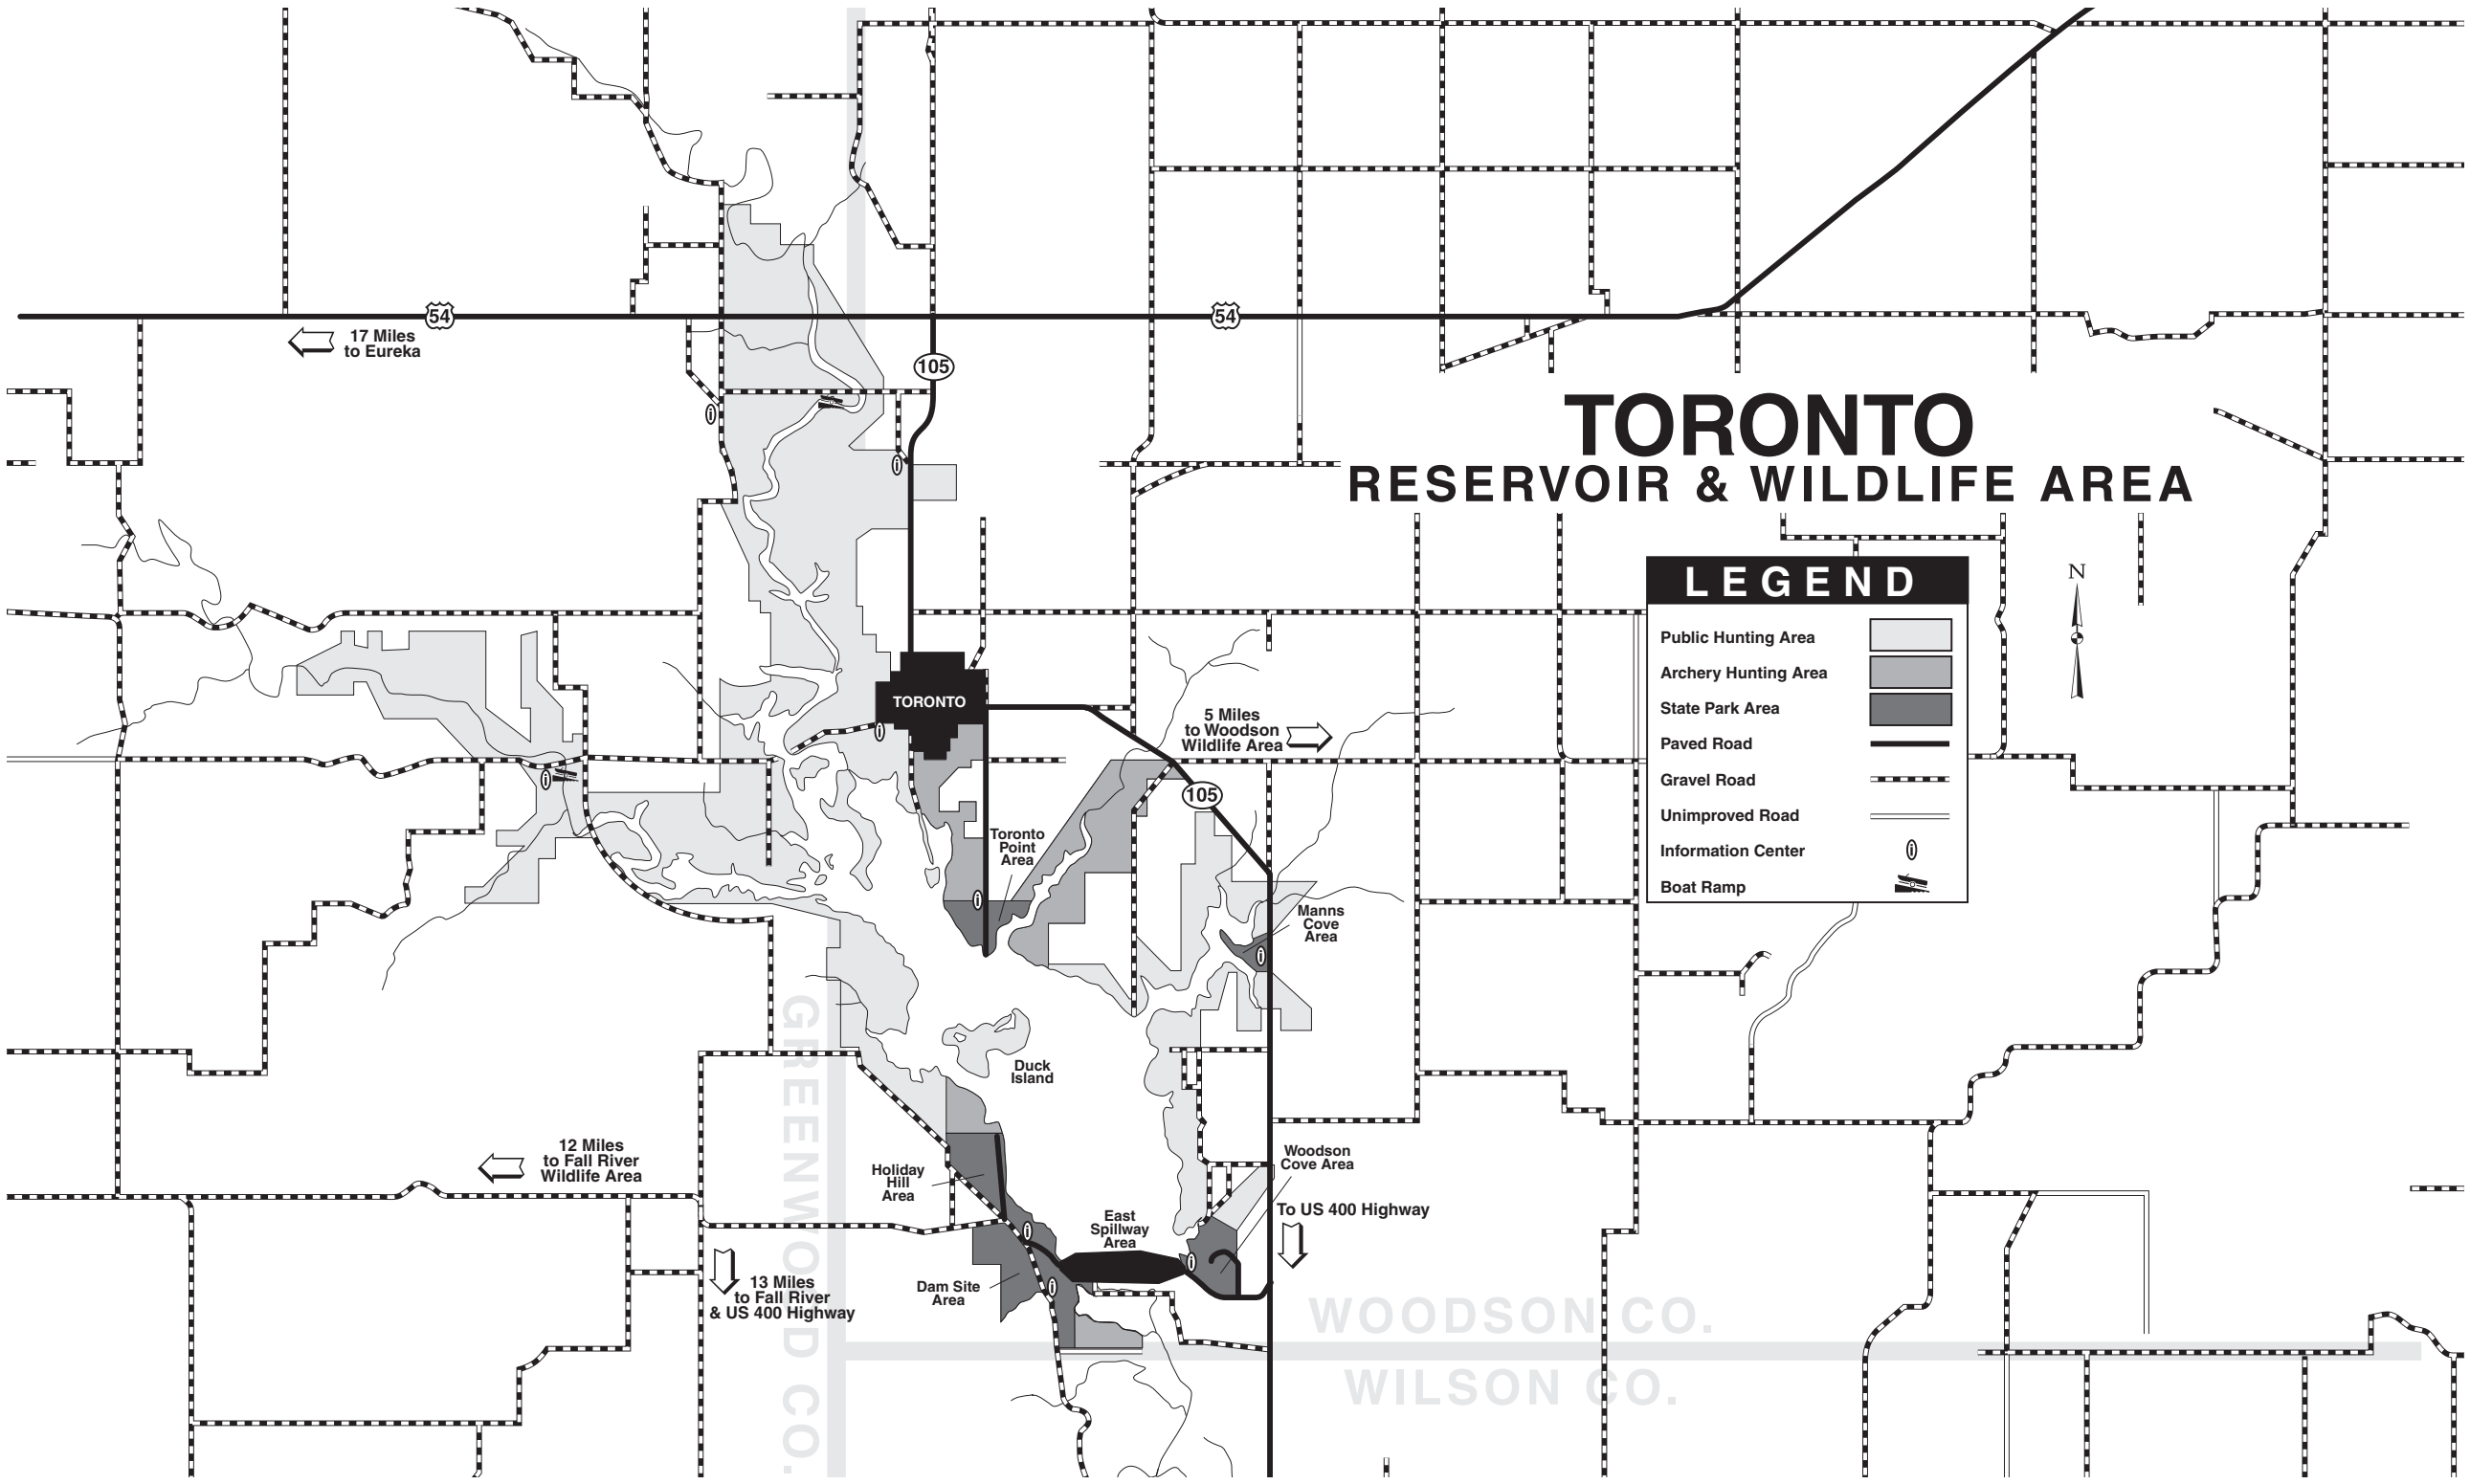 54
54
17 Miles
to Eureka
105
TORONTO
RESERVOIR & WILDLIFE AREA
LEGEND
Public Hunting Area
Archery Hunting Area
State Park Area
Paved Road
Gravel Road
Unimproved Road
Information Center
Boat Ramp
N
TORONTO
5 Miles
to Woodson
Wildlife Area
105
Toronto
Point
Area
Manns
Cove
Area
Duck
Island
12 Miles
to Fall River
Wildlife Area
Holiday
Hill
Area
Woodson
Cove Area
To US 400 Highway
East
Spillway
Area
Dam Site
Area
13 Miles
to Fall River
& US 400 Highway
GREENWOOD CO.
WOODSON CO.
WILSON CO.
i
i
i
i
i
i
i
i
i
i